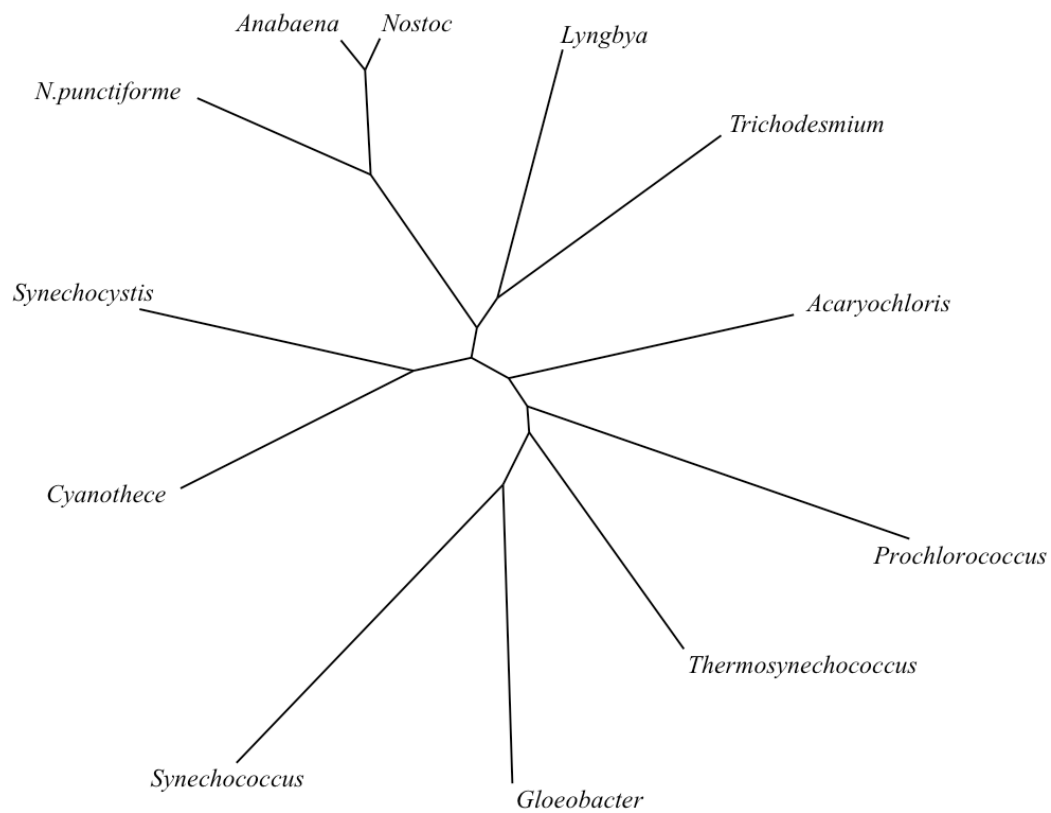 Anabaena
Nostoc
Lyngbya
N.punctiforme
Trichodesmium
Synechocystis
Acaryochloris
Cyanothece
Prochlorococcus
Thermosynechococcus
Synechococcus
Gloeobacter